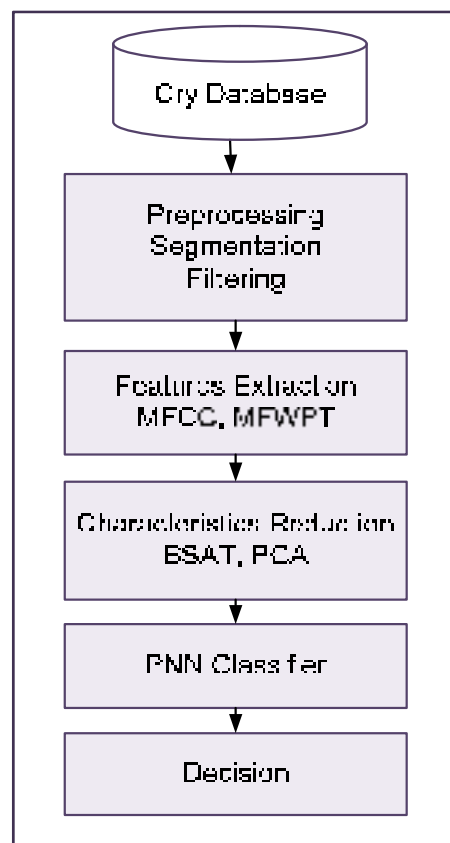 Cry Database
Preprocessing
Segmentation
Filtering
Features Extraction
MFCC, MFWPT
Characteristics Reduction
BSAT, PCA
PNN Classifier
Decision